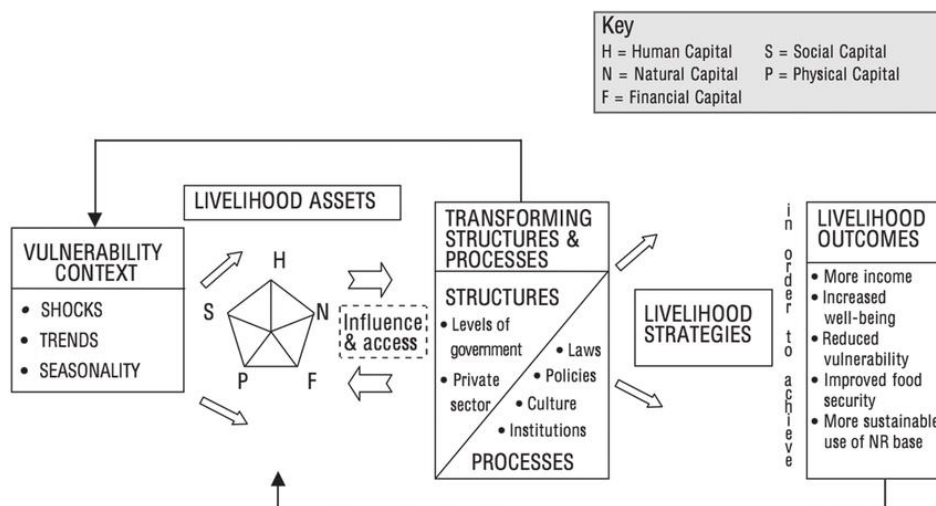 Key
H = Human Capital S = Social Capital
N = Natural Capital P = Physical Capital
F = Financial Capital
LIVELIHOOD ASSETS
VULNERABILITY
CONTEXT
• SHOCKS
• TRENDS
• SEASONALITY
H
S
N
P
F
Influence
& access
TRANSFORMING
STRUCTURES &
PROCESSES
STRUCTURES
• Levels of
government
• Private
sector
• Laws
• Policies
• Culture
• Institutions
PROCESSES
LIVELIHOOD
STRATEGIES
in order to achieve
LIVELIHOOD
OUTCOMES
• More income
• Increased
well-being
• Reduced
vulnerability
• Improved food
security
• More sustainable
use of NR base